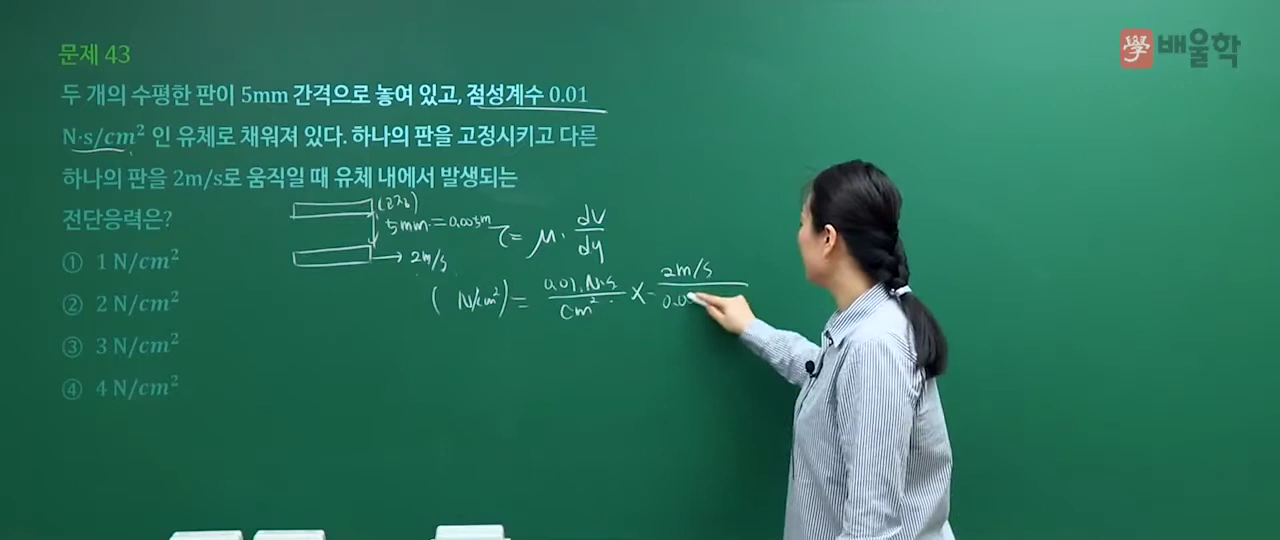 學 배울학
문제 43
두 개의 수평한 판이 5mm 간격으로 놓여 있고, 점성계수 0.01
N·s/cm² 인 유체로 채워져 있다. 하나의 판을 고정시키고 다른
하나의 판을 2m/s로 움직일 때 유체 내에서 발생되는
전단응력은?
① 1 N/cm²
② 2 N/cm²
③ 3 N/cm²
④ 4 N/cm²
5mm = 0.005m
2m/s
τ = μ · dV/dy
( N/cm²) = 0.01 N·s/cm² × 2m/s